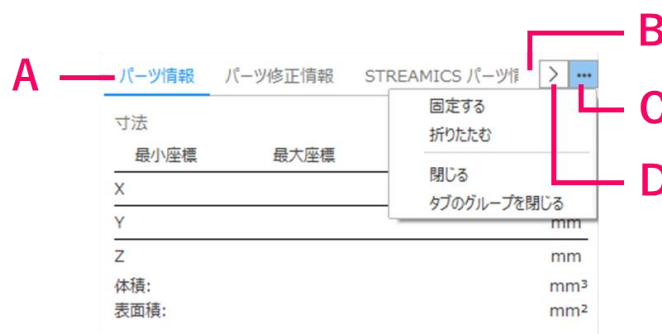 B
A パーツ情報 パーツ修正情報 STREAMICS パーツ情 > ...
固定する
C
寸法
折りたたむ
最小座標 最大座標
閉じる
D
X
タブのグループを閉じる
Y mm
Z mm
体積: mm³
表面積: mm²